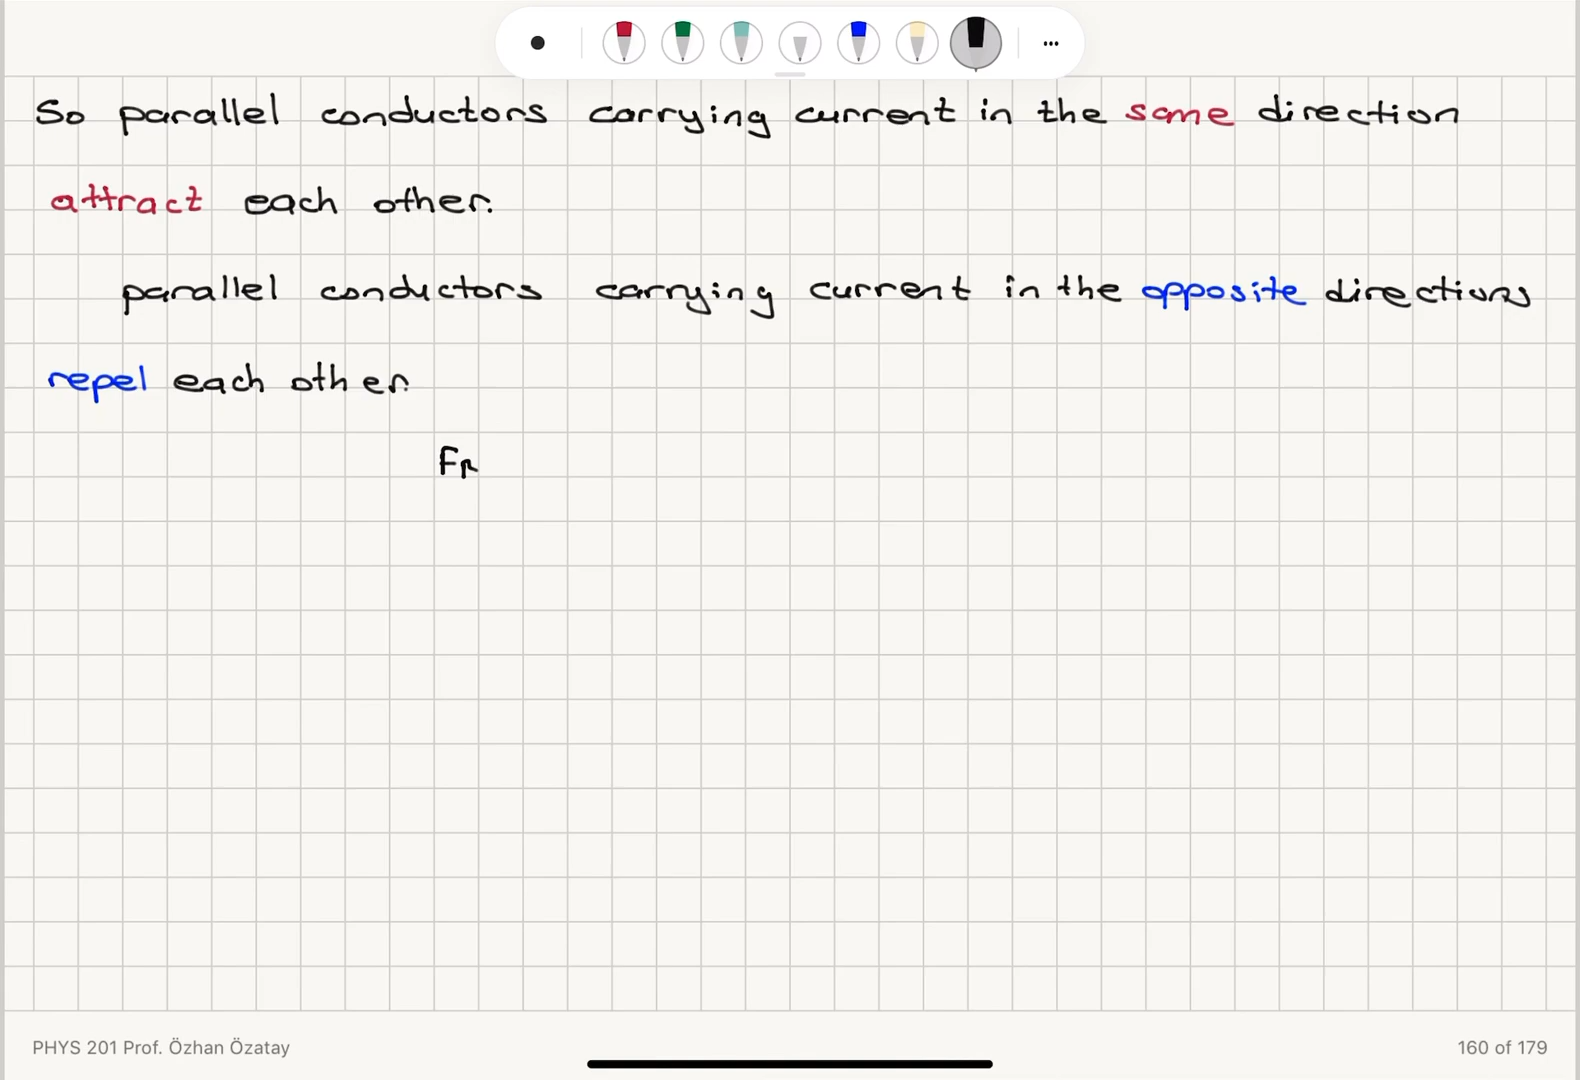 So parallel conductors carrying current in the same direction
attract each other.
parallel conductors carrying current in the opposite directions
repel each other.
FB
PHYS 201 Prof. Özhan Özatay
160 of 179